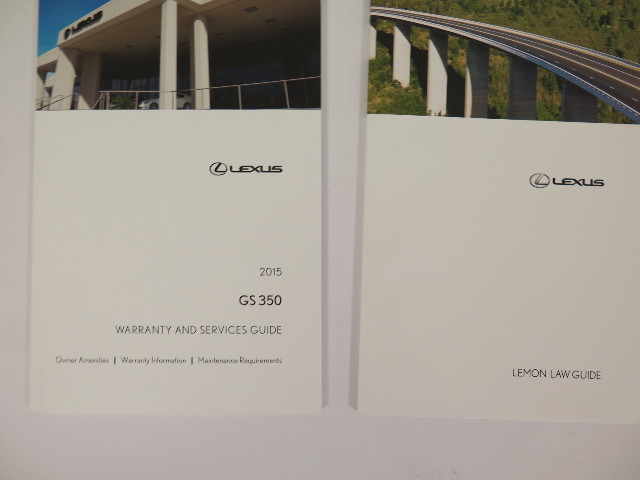 LEXUS
LEXUS
2015
GS 350
WARRANTY AND SERVICES GUIDE
Owner Amenities | Warranty Information | Maintenance Requirements
LEXUS
LEMON LAW GUIDE